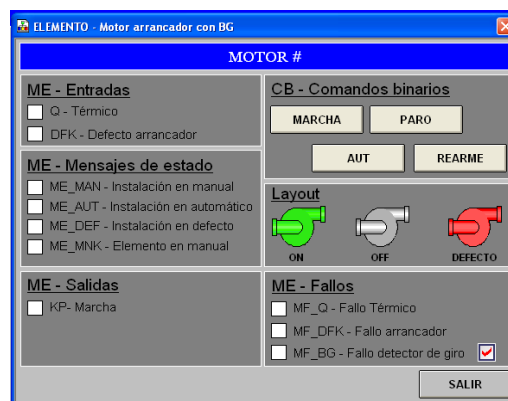 ELEMENTO - Motor arrancador con BG
MOTOR #
ME - Entradas
Q - Térmico
DFK - Defecto arrancador
ME - Mensajes de estado
ME_MAN - Instalación en manual
ME_AUT - Instalación en automático
ME_DEF - Instalación en defecto
ME_MNK - Elemento en manual
ME - Salidas
KP- Marcha
CB - Comandos binarios
MARCHA
PARO
AUT
REARME
Layout
ON
OFF
DEFECTO
ME - Fallos
MF_Q - Fallo Térmico
MF_DFK - Fallo arrancador
MF_BG - Fallo detector de giro
SALIR